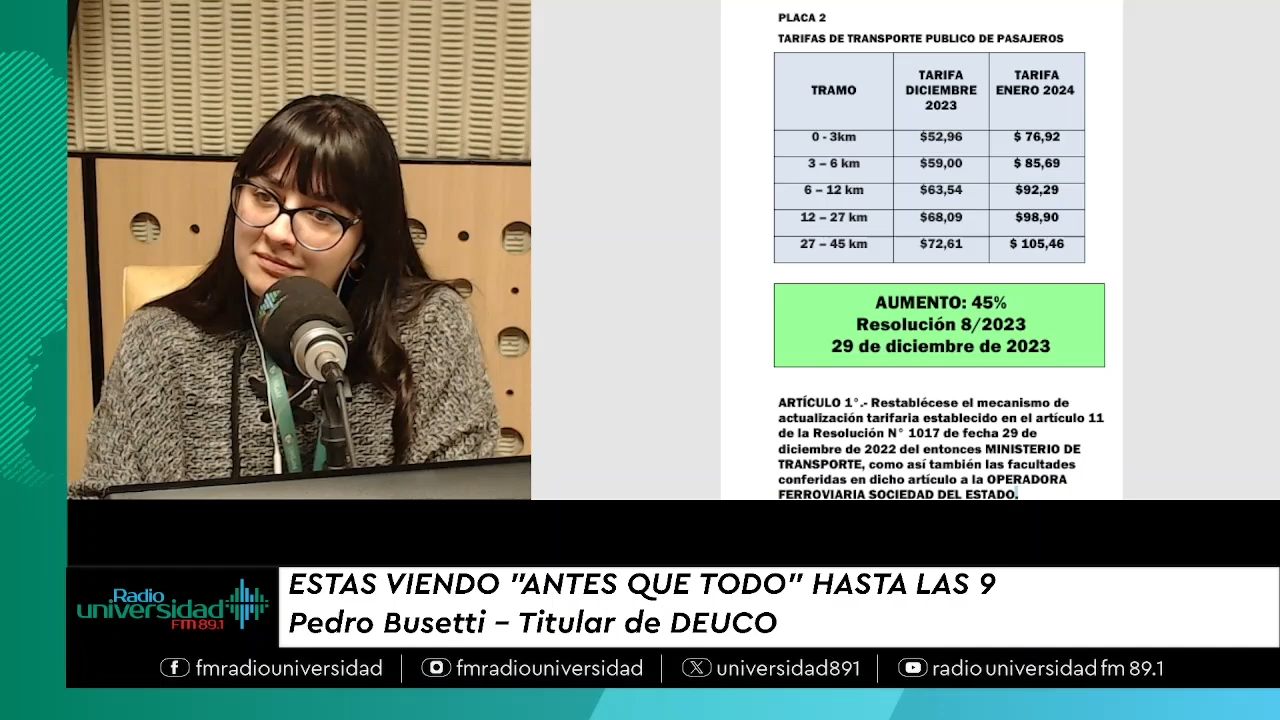 PLACA 2
TARIFAS DE TRANSPORTE PUBLICO DE PASAJEROS
TRAMO
TARIFA
DICIEMBRE
2023
TARIFA
ENERO 2024
0 - 3km $52,96 $ 76,92
3 – 6 km $59,00 $ 85,69
6 – 12 km $63,54 $92,29
12 – 27 km $68,09 $98,90
27 – 45 km $72,61 $ 105,46
AUMENTO: 45%
Resolución 8/2023
29 de diciembre de 2023
ARTÍCULO 1°.- Restablécese el mecanismo de
actualización tarifaria establecido en el artículo 11
de la Resolución N° 1017 de fecha 29 de
diciembre de 2022 del entonces MINISTERIO DE
TRANSPORTE, como así también las facultades
conferidas en dicho artículo a la OPERADORA
FERROVIARIA SOCIEDAD DEL ESTADO.
Radio
universidad
FM 89.1
ESTAS VIENDO "ANTES QUE TODO" HASTA LAS 9
Pedro Busetti – Titular de DEUCO
fmradiouniversidad
fmradiouniversidad
universidad891
radio universidad fm 89.1